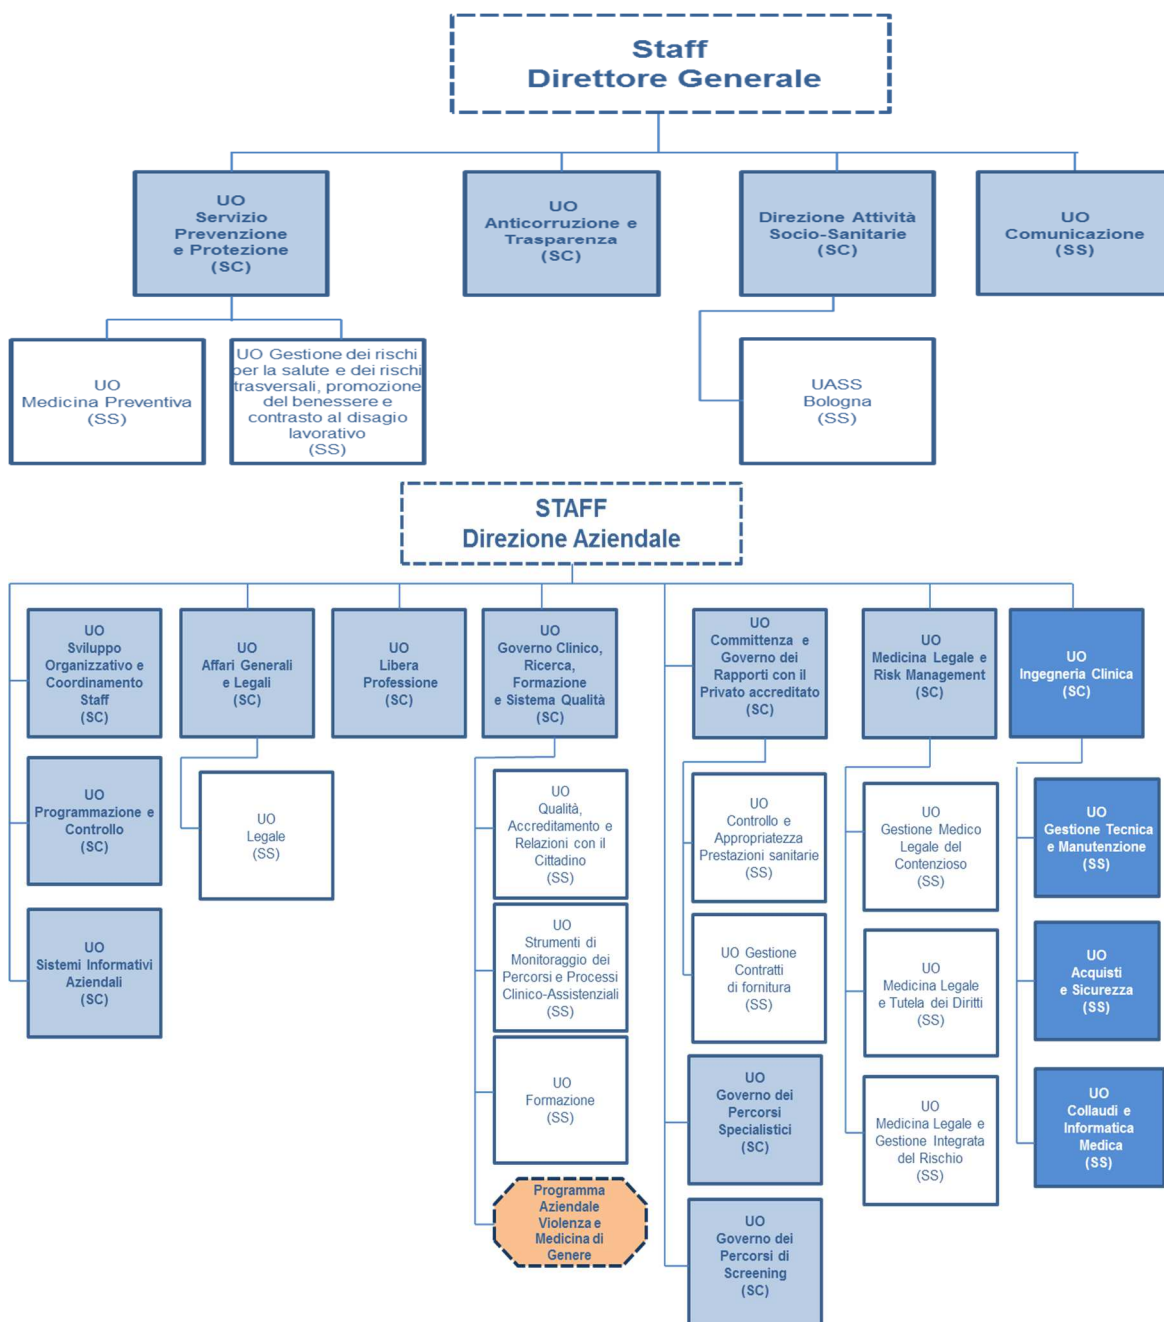 Staff
Direttore Generale
UO
Servizio
Prevenzione
e Protezione
(SC)
UO
Anticorruzione e
Trasparenza
(SC)
Direzione Attività
Socio-Sanitarie
(SC)
UO
Comunicazione
(SS)
UO
Medicina Preventiva
(SS)
UO Gestione dei rischi
per la salute e dei rischi
trasversali, promozione
del benessere e
contrasto al disagio
lavorativo
(SS)
UASS
Bologna
(SS)
STAFF
Direzione Aziendale
UO
Sviluppo
Organizzativo e
Coordinamento
Staff
(SC)
UO
Affari Generali
e Legali
(SC)
UO
Libera
Professione
(SC)
UO
Governo Clinico,
Ricerca,
Formazione
e Sistema Qualità
(SC)
UO
Committenza e
Governo dei
Rapporti con il
Privato accreditato
(SC)
UO
Medicina Legale e
Risk Management
(SC)
UO
Ingegneria Clinica
(SC)
UO
Programmazione e
Controllo
(SC)
UO
Legale
(SS)
UO
Qualità,
Accreditamento e
Relazioni con il
Cittadino
(SS)
UO
Controllo e
Appropriatezza
Prestazioni sanitarie
(SS)
UO
Gestione Medico
Legale del
Contenzioso
(SS)
UO
Gestione Tecnica
e Manutenzione
(SS)
UO
Sistemi Informativi
Aziendali
(SC)
UO
Strumenti di
Monitoraggio dei
Percorsi e Processi
Clinico-Assistenziali
(SS)
UO Gestione
Contratti
di fornitura
(SS)
UO
Medicina Legale
e Tutela dei Diritti
(SS)
UO
Acquisti
e Sicurezza
(SS)
UO
Formazione
(SS)
UO
Governo dei
Percorsi
Specialistici
(SC)
UO
Medicina Legale e
Gestione Integrata
del Rischio
(SS)
UO
Collaudi e
Informatica
Medica
(SS)
Programma
Aziendale
Violenza e
Medicina di
Genere
UO
Governo dei
Percorsi di
Screening
(SC)